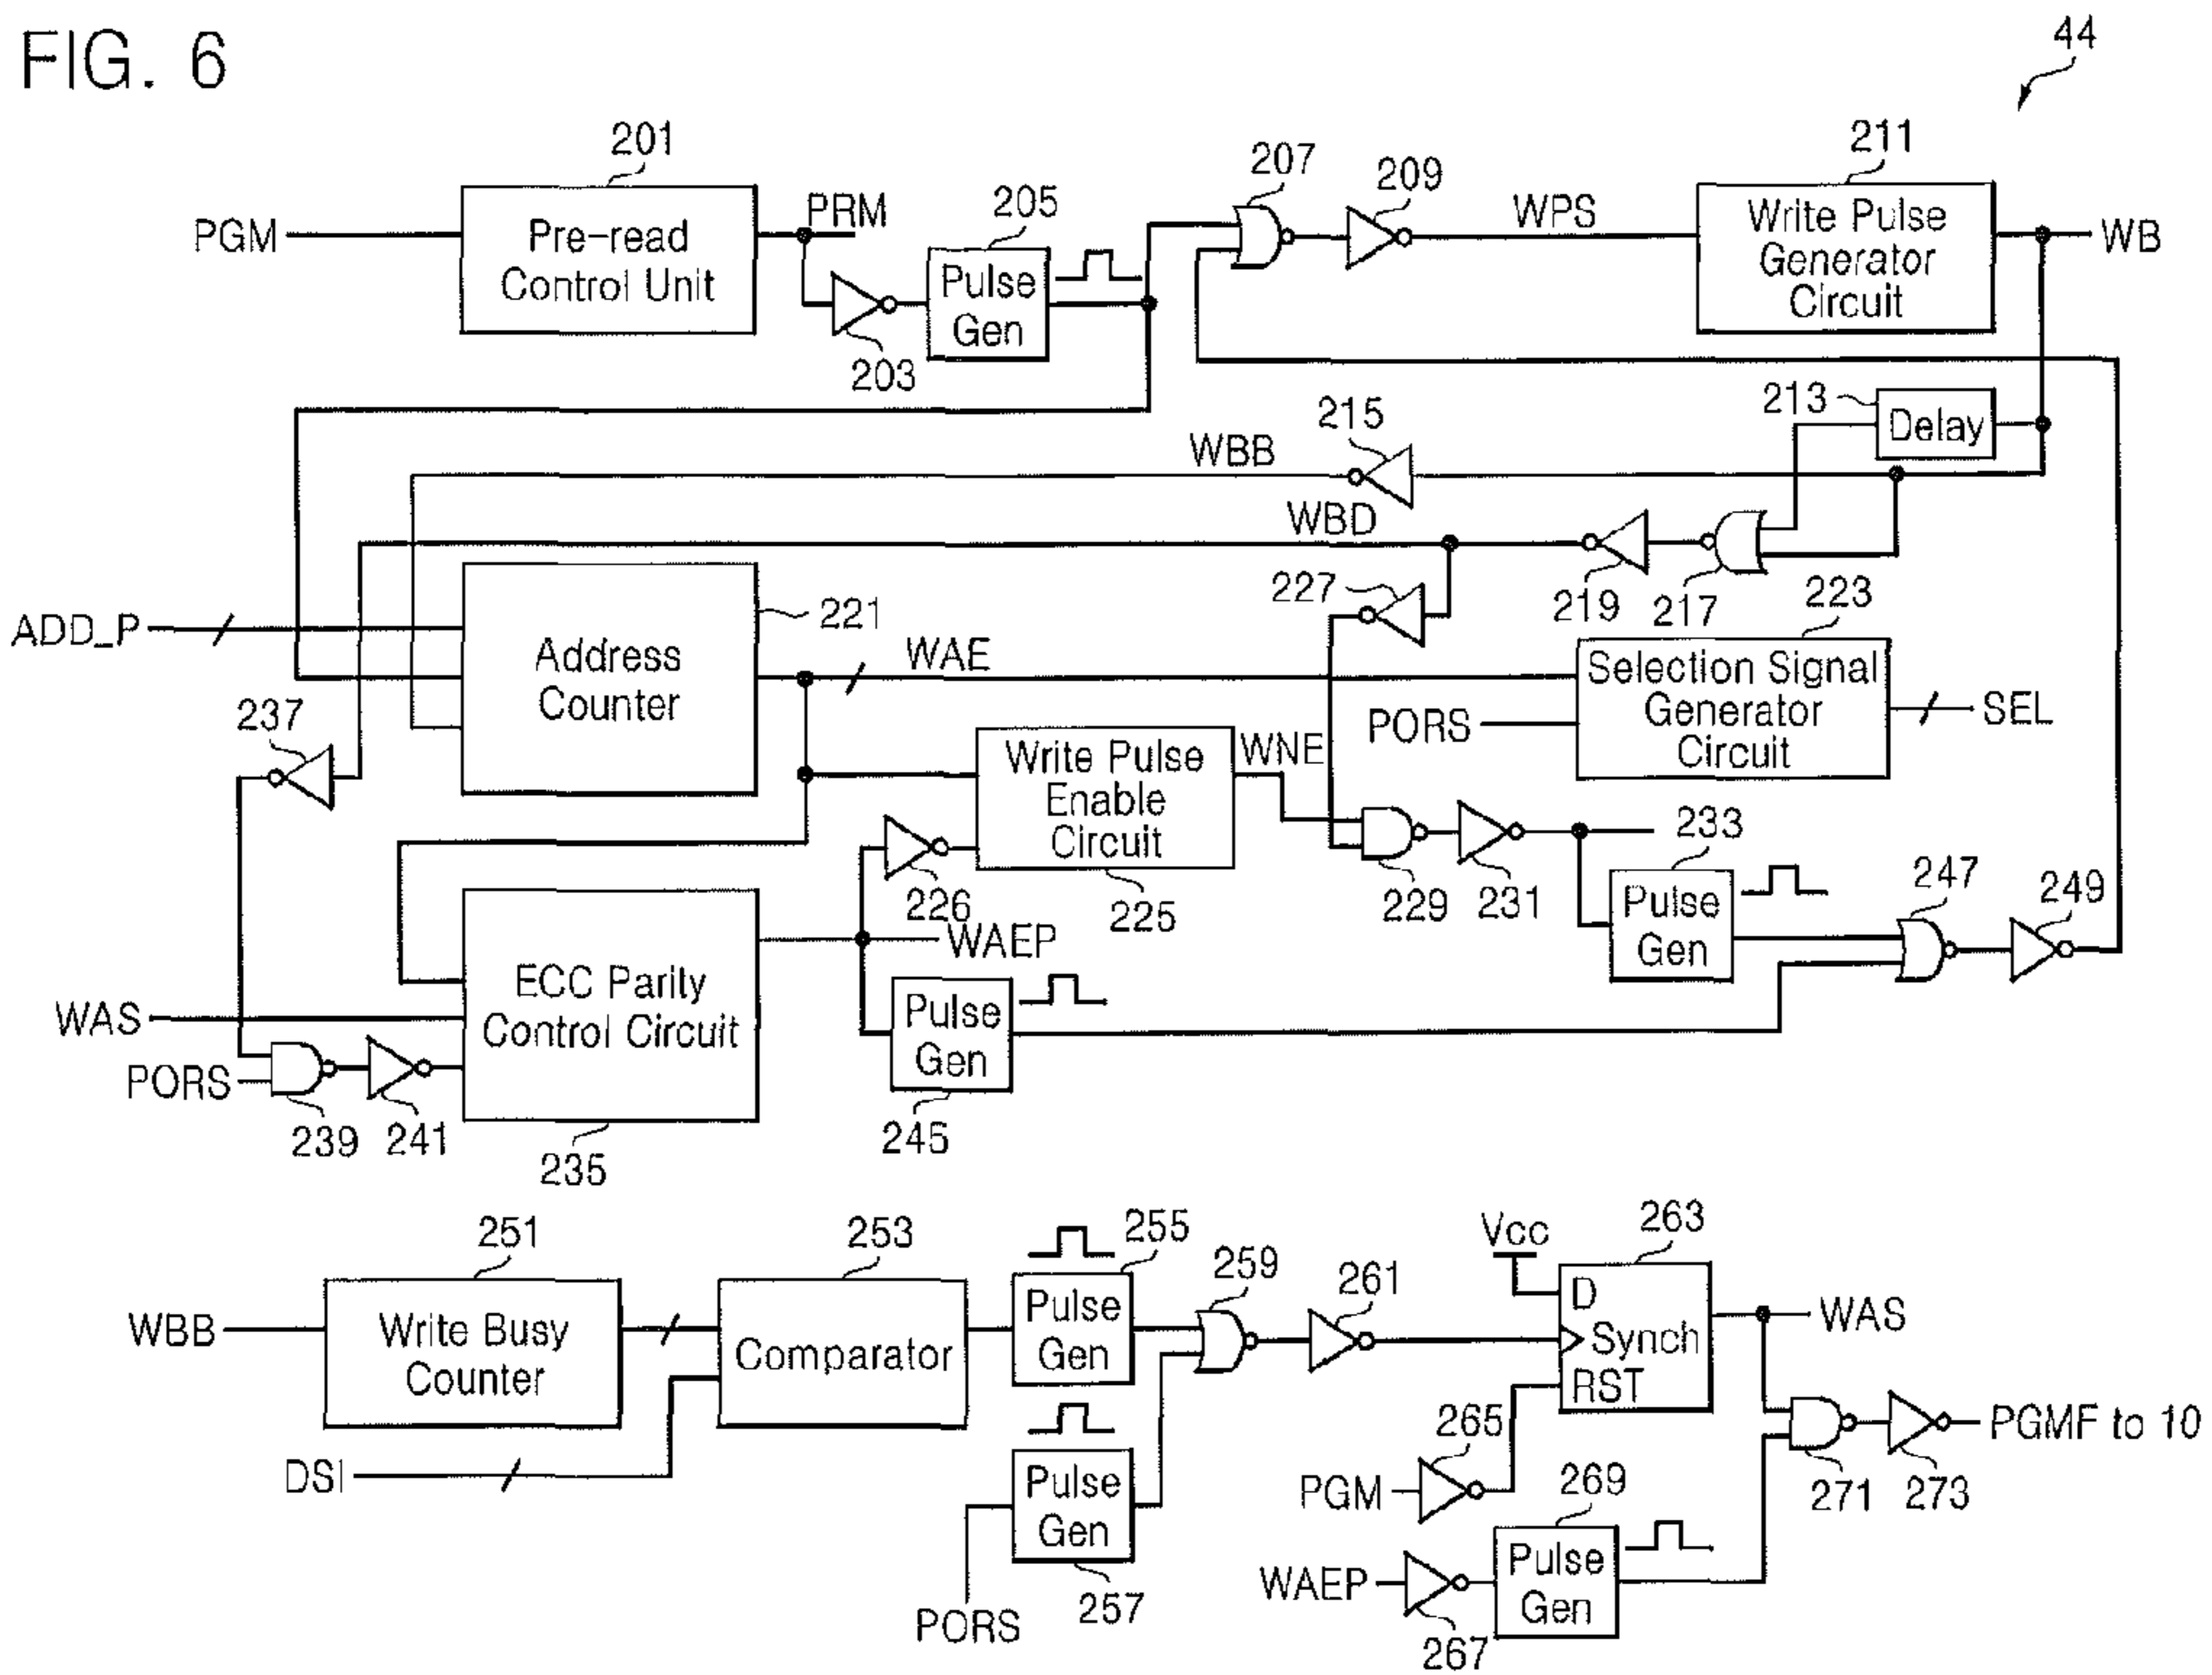 FIG. 6
44
201
PGM
Pre-read
Control Unit
PRM
203
205
Pulse
Gen
207
209
WPS
211
Write Pulse
Generator
Circuit
WB
213
Delay
215
WBB
WBD
219
217
227
223
ADD_P
221
Address
Counter
WAE
Selection Signal
Generator
Circuit
PORS
SEL
237
Write Pulse
Enable
Circuit
225
WNE
226
229
231
233
Pulse
Gen
247
249
WAEP
ECC Parity
Control Circuit
235
WAS
PORS
239
241
Pulse
Gen
245
251
WBB
Write Busy
Counter
253
Comparator
DSI
255
Pulse
Gen
Pulse
Gen
257
PORS
259
261
Vcc
263
D
Synch
RST
WAS
265
PGM
269
Pulse
Gen
WAEP
267
271
273
PGMF to 10